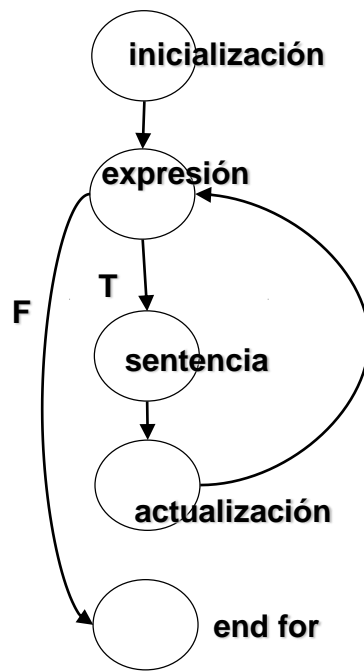 inicialización
expresión
T
F
sentencia
actualización
end for